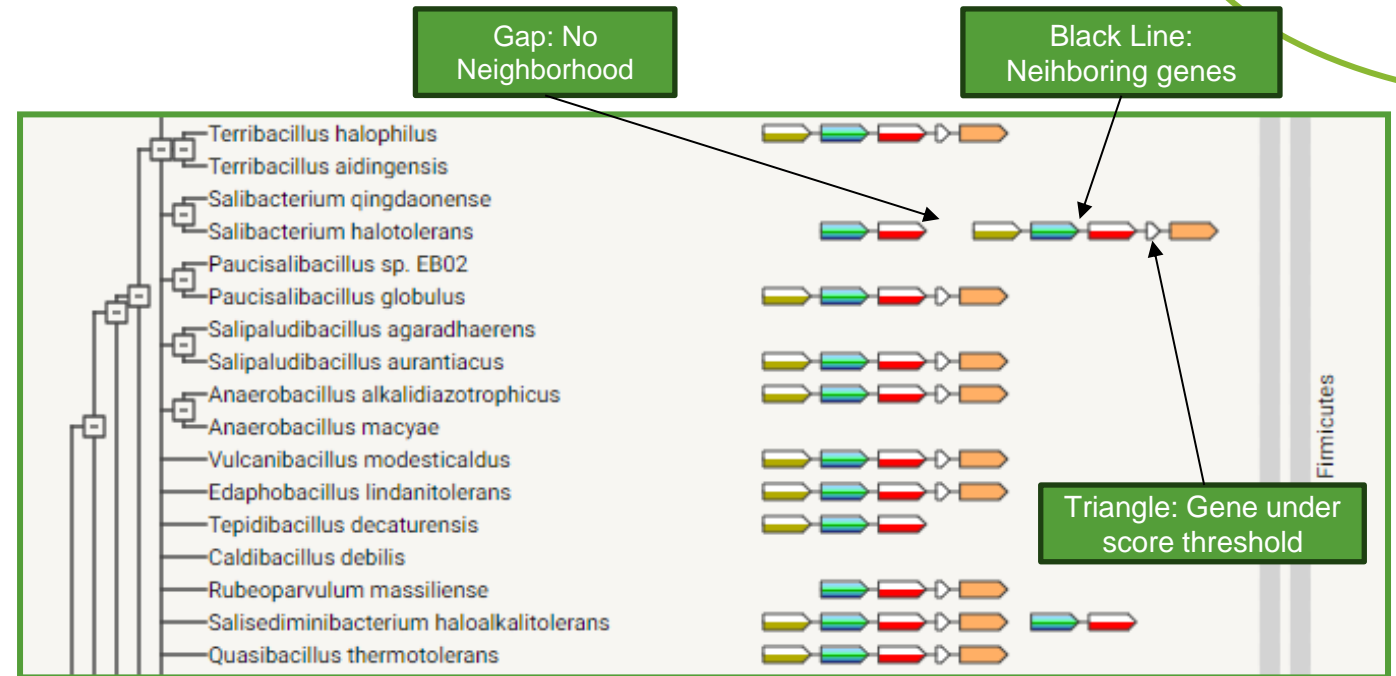 Gap: No
Neighborhood
Black Line:
Neihboring genes
Terribacillus halophilus
Terribacillus aidingensis
Salibacterium qingdaonense
Salibacterium halotolerans
Paucisalibacillus sp. EB02
Paucisalibacillus globulus
Salipaludibacillus agaradhaerens
Salipaludibacillus aurantiacus
Anaerobacillus alkalidiazotrophicus
Anaerobacillus macyae
Vulcanibacillus modesticaldus
Edaphobacillus lindanitolerans
Tepidibacillus decaturensis
Caldibacillus debilis
Rubeoparvulum massiliense
Salisediminibacterium haloalkalitolerans
Quasibacillus thermotolerans
Firmicutes
Triangle: Gene under
score threshold